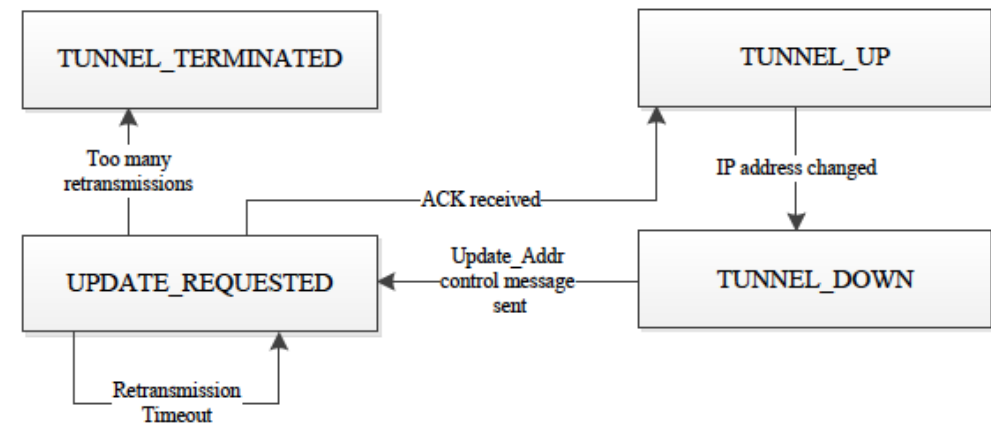 TUNNEL_TERMINATED
TUNNEL_UP
Too many
retransmissions
IP address changed
ACK received
UPDATE_REQUESTED
Update_Addr
control message
sent
TUNNEL_DOWN
Retransmission
Timeout